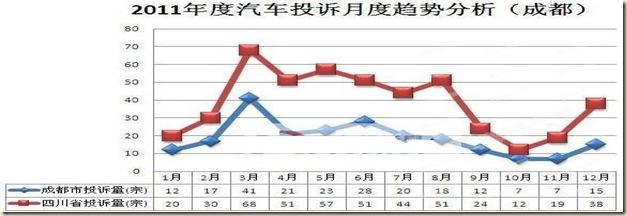 2011年度汽车投诉月度趋势分析（成都）
80
70
60
50
40
30
20
10
0
1月 2月 3月 4月 5月 6月 7月 8月 9月 10月 11月 12月
成都市投诉量(宗) 12 17 41 21 23 28 20 18 12 7 7 15
四川省投诉量(宗) 20 30 68 51 57 51 44 51 24 12 19 38